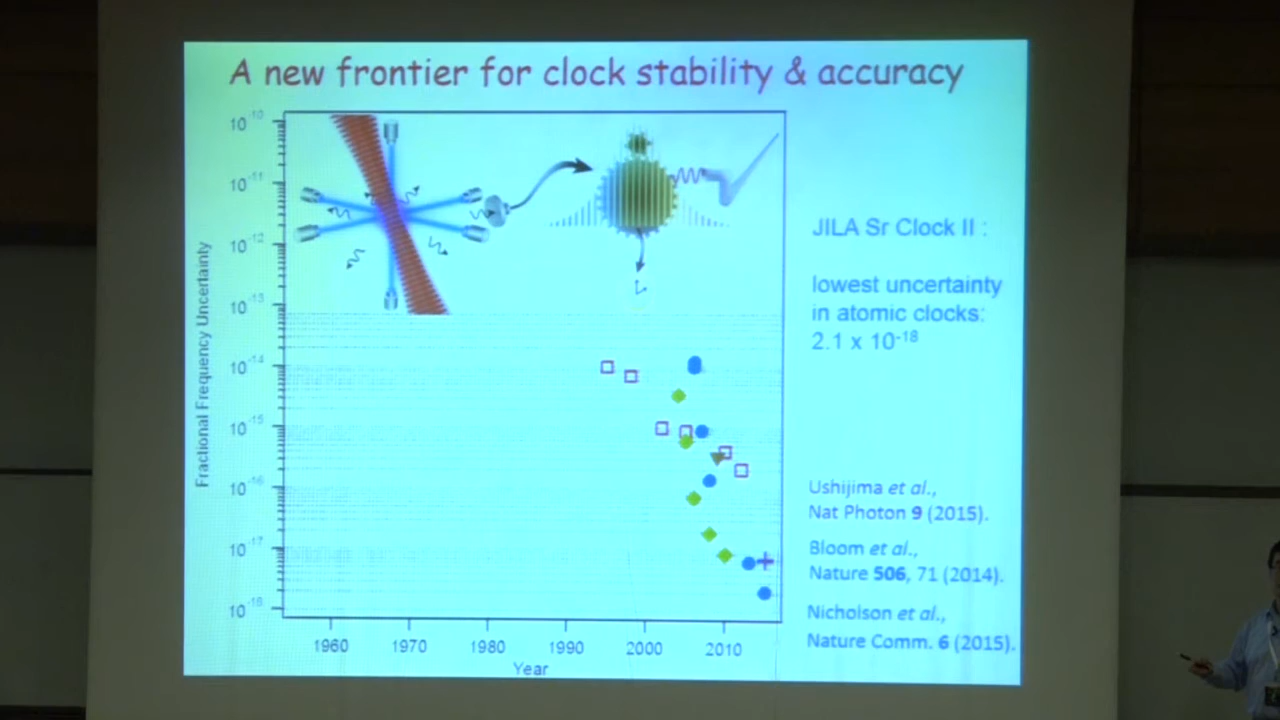 A new frontier for clock stability & accuracy
10-10
10-11
10-12
10-13
10-14
10-15
10-16
10-17
10-18
Fractional Frequency Uncertainty
1960 1970 1980 1990 2000 2010
Year
JILA Sr Clock II :
lowest uncertainty
in atomic clocks:
2.1 x 10-18
Ushijima et al.,
Nat Photon 9 (2015).
Bloom et al.,
Nature 506, 71 (2014).
Nicholson et al.,
Nature Comm. 6 (2015).